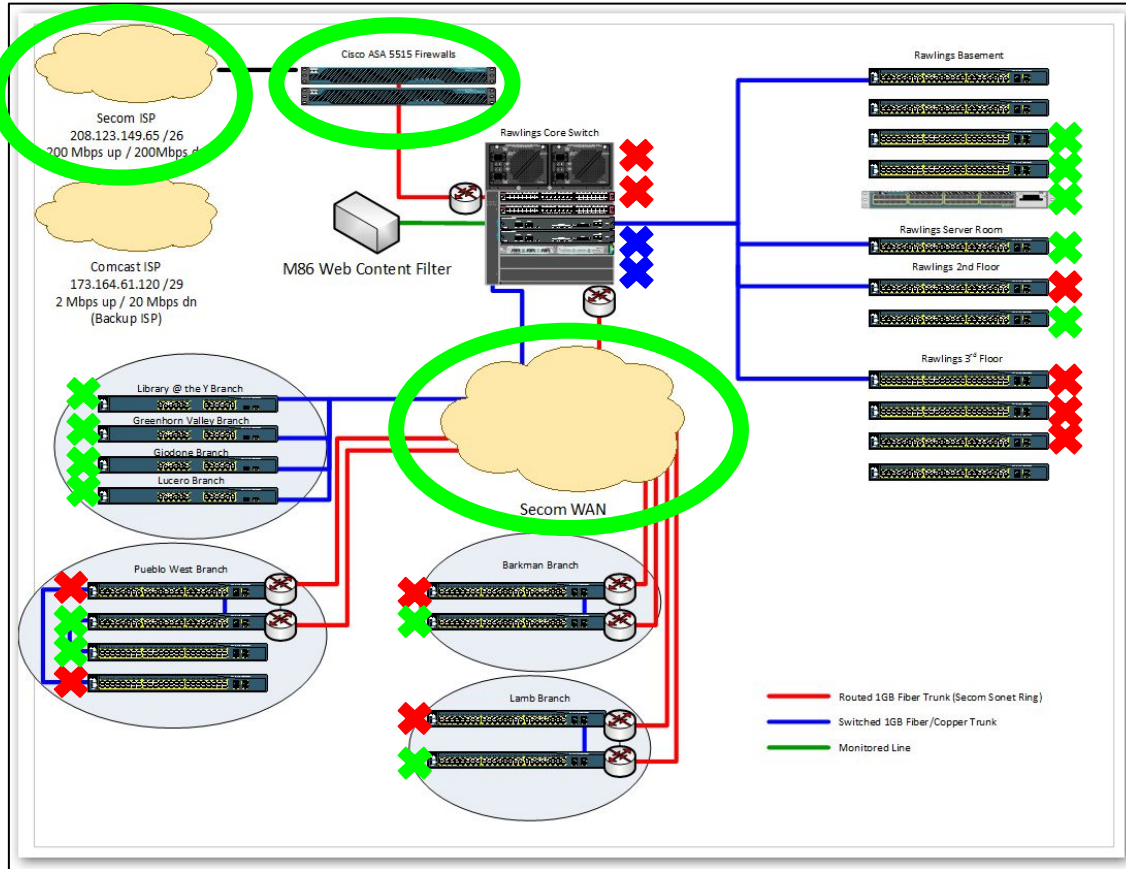 Secom ISP
208.123.149.65 /26
200 Mbps up / 200Mbps dn
Comcast ISP
173.164.61.120 /29
2 Mbps up / 20 Mbps dn
(Backup ISP)
Cisco ASA 5515 Firewalls
Rawlings Core Switch
M86 Web Content Filter
Rawlings Basement
Rawlings Server Room
Rawlings 2nd Floor
Rawlings 3rd Floor
Library @ the Y Branch
Greenhorn Valley Branch
Giodone Branch
Lucero Branch
Secom WAN
Pueblo West Branch
Barkman Branch
Lamb Branch
Routed 1GB Fiber Trunk (Secom Sonet Ring)
Switched 1GB Fiber/Copper Trunk
Monitored Line